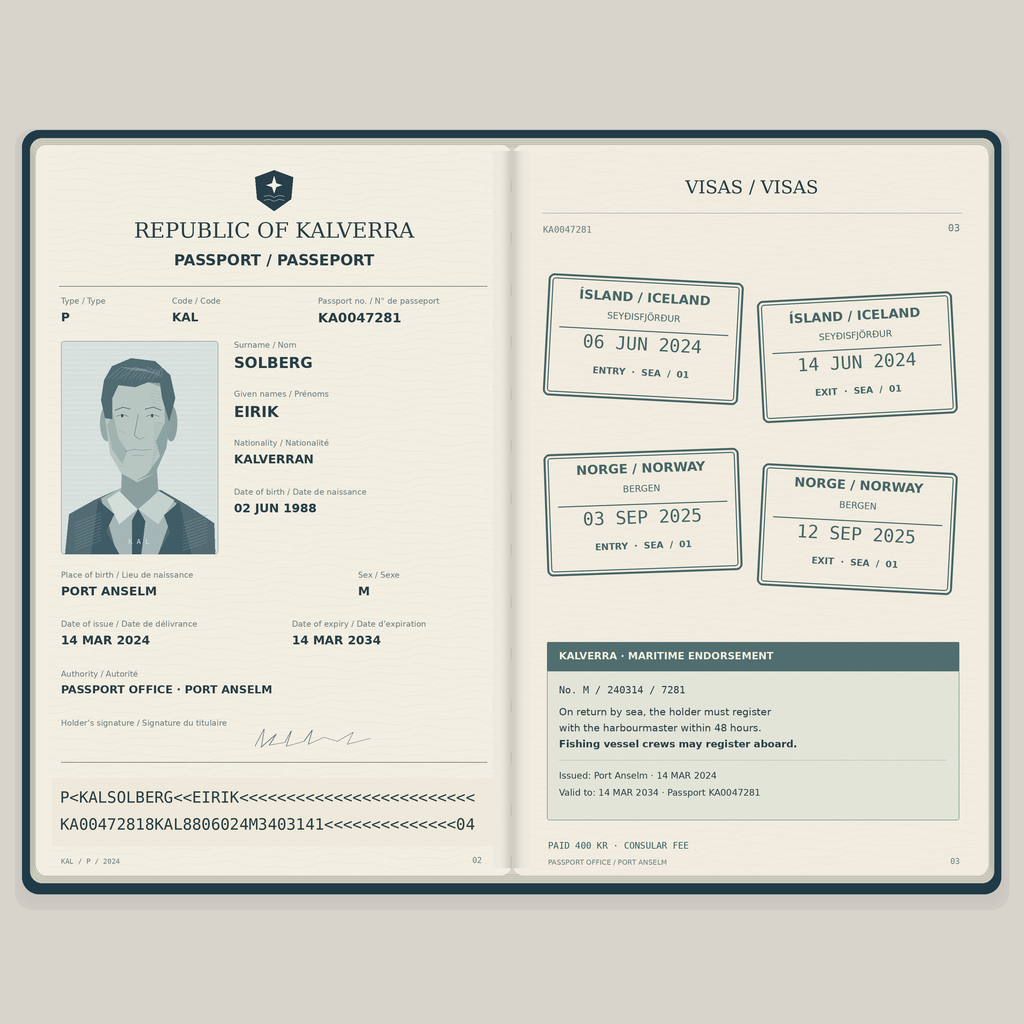 REPUBLIC OF KALVERRA
PASSPORT / PASSEPORT
Type / Type Code / Code Passport no. / N° de passeport
P KAL KA0047281
Surname / Nom
SOLBERG
Given names / Prénoms
EIRIK
Nationality / Nationalité
KALVERRAN
Date of birth / Date de naissance
02 JUN 1988
KAL
Place of birth / Lieu de naissance Sex / Sexe
PORT ANSELM M
Date of issue / Date de délivrance Date of expiry / Date d’expiration
14 MAR 2024 14 MAR 2034
Authority / Autorité
PASSPORT OFFICE · PORT ANSELM
Holder’s signature / Signature du titulaire
P<KALSOLBERG<<EIRIK<<<<<<<<<<<<<<<<<<<<<<<<<
KA00472818KAL8806024M3403141<<<<<<<<<<<<<<04
KAL / P / 2024 02
VISAS / VISAS
KA0047281 03
ÍSLAND / ICELAND
SEYÐISFJÖRÐUR
06 JUN 2024
ENTRY · SEA / 01
ÍSLAND / ICELAND
SEYÐISFJÖRÐUR
14 JUN 2024
EXIT · SEA / 01
NORGE / NORWAY
BERGEN
03 SEP 2025
ENTRY · SEA / 01
NORGE / NORWAY
BERGEN
12 SEP 2025
EXIT · SEA / 01
KALVERRA · MARITIME ENDORSEMENT
No. M / 240314 / 7281
On return by sea, the holder must register
with the harbourmaster within 48 hours.
Fishing vessel crews may register aboard.
Issued: Port Anselm · 14 MAR 2024
Valid to: 14 MAR 2034 · Passport KA0047281
PAID 400 KR · CONSULAR FEE
PASSPORT OFFICE / PORT ANSELM 03